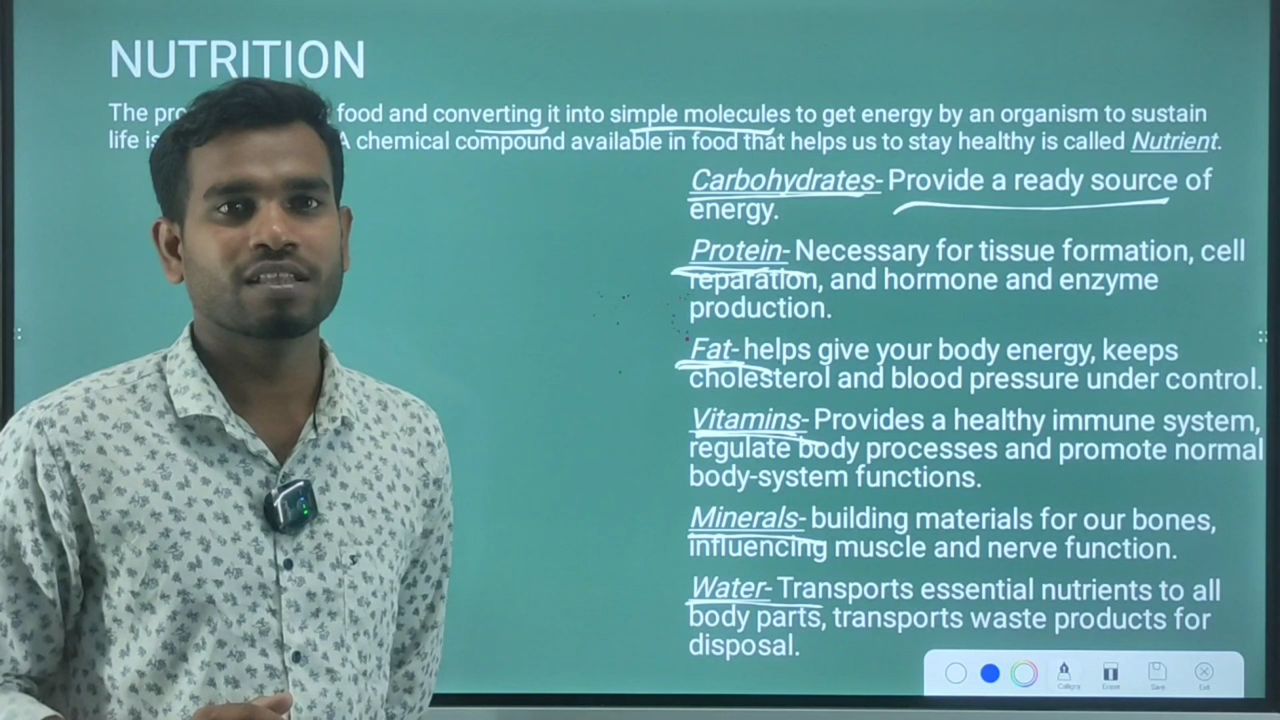 NUTRITION
The food and converting it into simple molecules to get energy by an organism to sustain
life is A chemical compound available in food that helps us to stay healthy is called Nutrient.
Carbohydrates- Provide a ready source of
energy.
Protein- Necessary for tissue formation, cell
reparation, and hormone and enzyme
production.
Fat- helps give your body energy, keeps
cholesterol and blood pressure under control.
Vitamins- Provides a healthy immune system,
regulate body processes and promote normal
body-system functions.
Minerals- building materials for our bones,
influencing muscle and nerve function.
Water- Transports essential nutrients to all
body parts, transports waste products for
disposal.
Eraser Save Exit